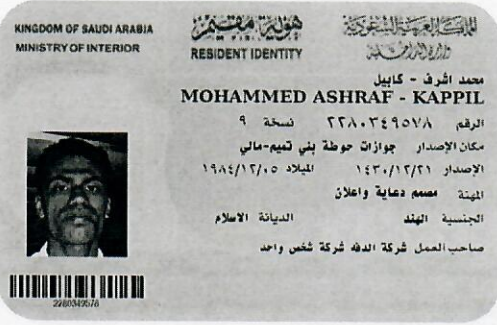 KINGDOM OF SAUDI ARABIA
MINISTRY OF INTERIOR
هوية مقيم
RESIDENT IDENTITY
المملكة العربية السعودية
وزارة الداخلية
محمد اشرف - كابيل
MOHAMMED ASHRAF - KAPPIL
الرقم ٢٢٨٠٣٤٩٥٧٨ نسخة ٩
مكان الإصدار جوازات حوطة بني تميم-مالي
الإصدار ١٤٣٠/١٢/٢١ الميلاد ١٩٨٤/١٢/٠٥
المهنة مصمم دعاية واعلان
الجنسية الهند الديانة الاسلام
صاحب العمل شركة الدفه شركة شخص واحد
2280349578